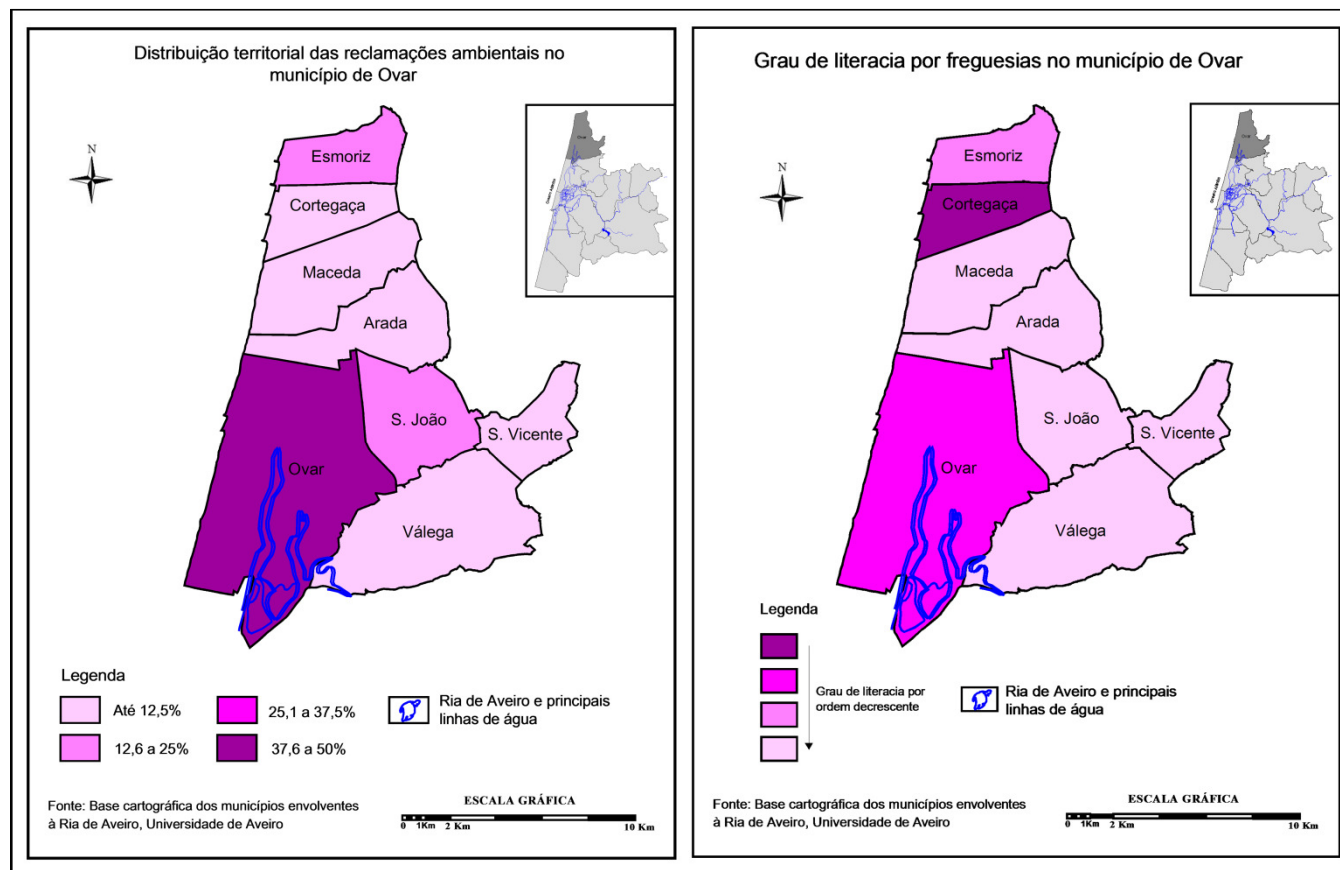 Distribuição territorial das reclamações ambientais no
município de Ovar
N
Ovar
Esmoriz
Cortegaça
Maceda
Arada
S. João
S. Vicente
Ovar
Válega
Legenda
Até 12,5%
12,6 a 25%
25,1 a 37,5%
37,6 a 50%
Ria de Aveiro e principais
linhas de água
Fonte: Base cartográfica dos municípios envolventes
à Ria de Aveiro, Universidade de Aveiro
ESCALA GRÁFICA
0 1Km 2 Km 10 Km
Grau de literacia por freguesias no município de Ovar
N
Ovar
Esmoriz
Cortegaça
Maceda
Arada
S. João
S. Vicente
Ovar
Válega
Legenda
Grau de literacia por
ordem decrescente
Ria de Aveiro e principais
linhas de água
Fonte: Base cartográfica dos municípios envolventes
à Ria de Aveiro, Universidade de Aveiro
ESCALA GRÁFICA
0 1Km 2 Km 10 Km